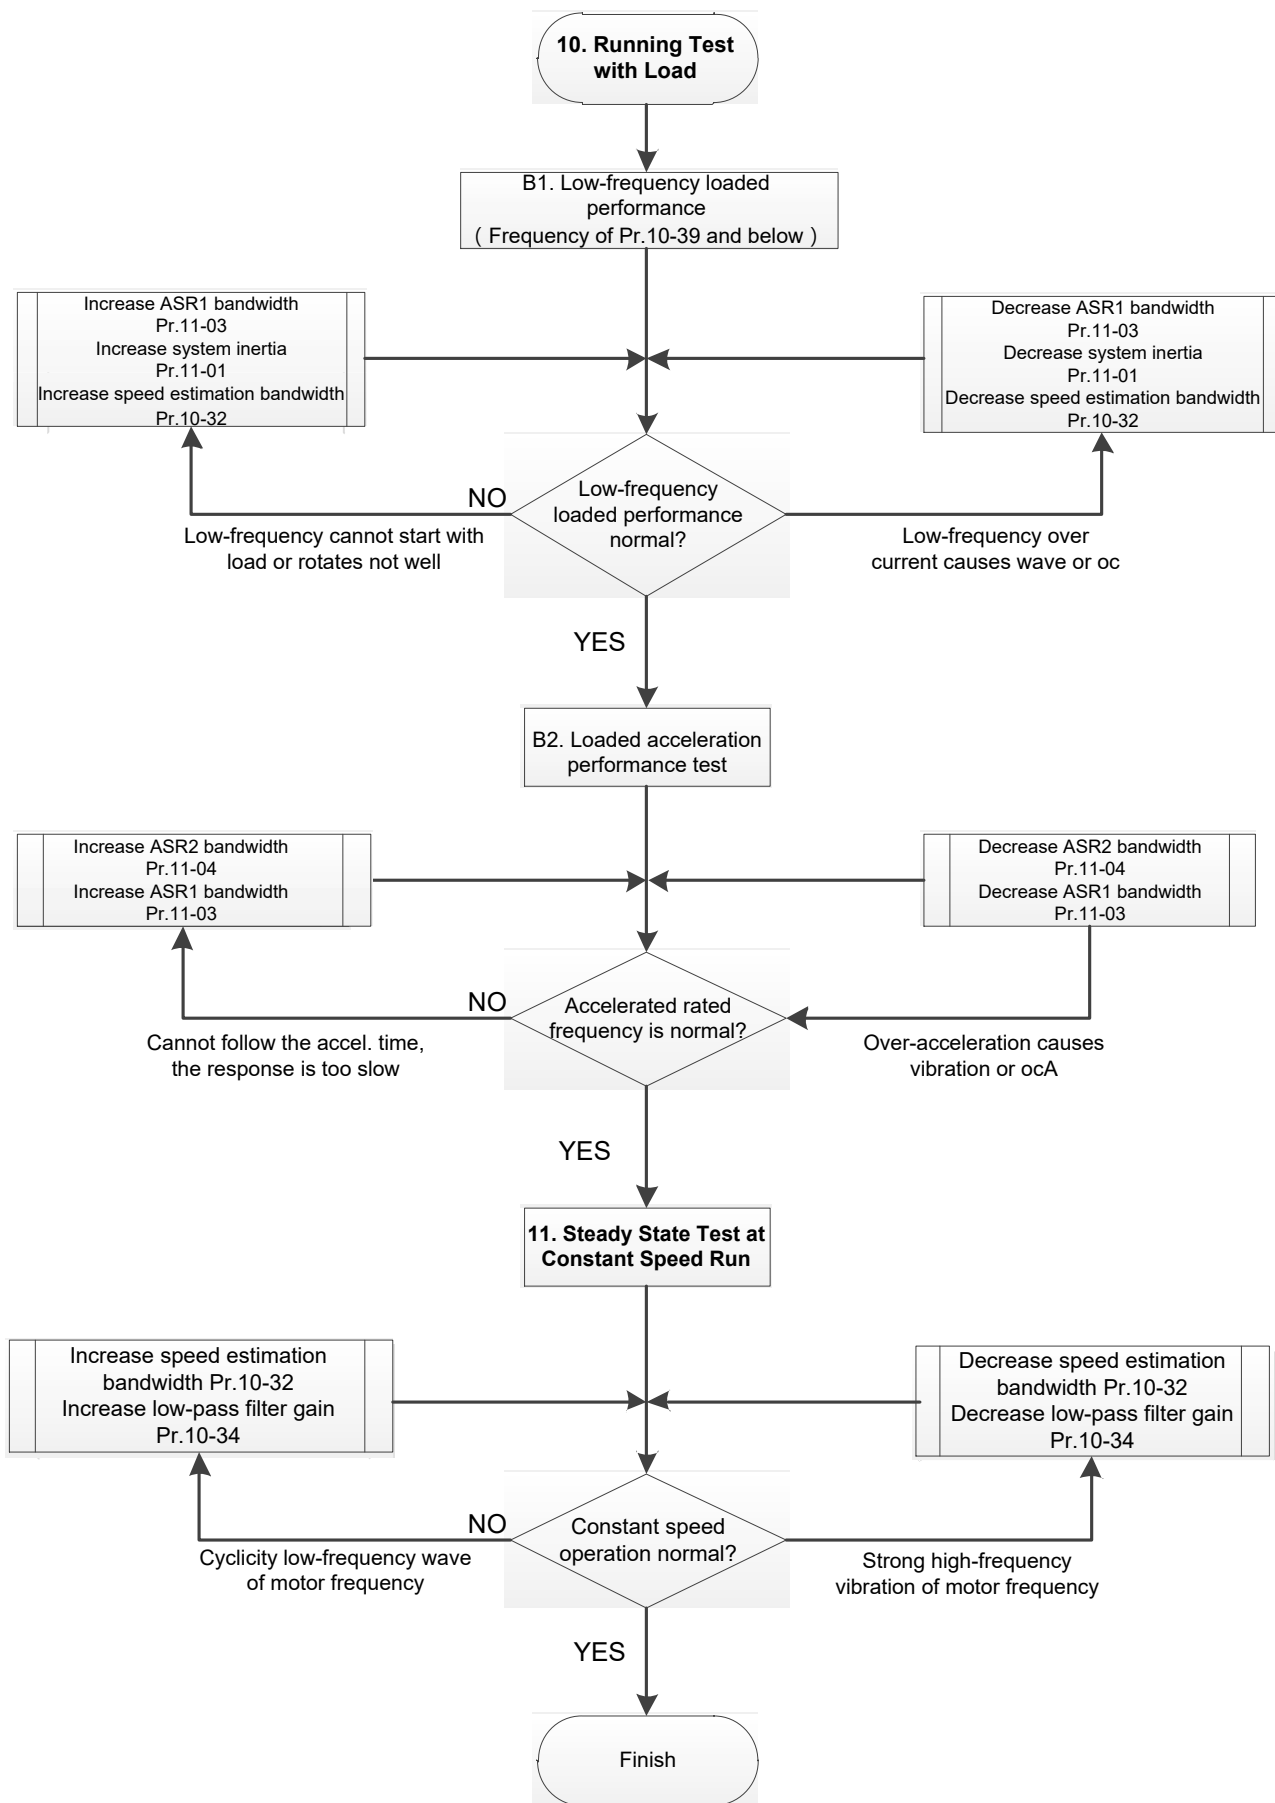 10. Running Test
with Load
B1. Low-frequency loaded
performance
( Frequency of Pr.10-39 and below )
Increase ASR1 bandwidth
Pr.11-03
Increase system inertia
Pr.11-01
Increase speed estimation bandwidth
Pr.10-32
Decrease ASR1 bandwidth
Pr.11-03
Decrease system inertia
Pr.11-01
Decrease speed estimation bandwidth
Pr.10-32
NO
Low-frequency cannot start with
load or rotates not well
Low-frequency
loaded performance
normal?
Low-frequency over
current causes wave or oc
YES
B2. Loaded acceleration
performance test
Increase ASR2 bandwidth
Pr.11-04
Increase ASR1 bandwidth
Pr.11-03
Decrease ASR2 bandwidth
Pr.11-04
Decrease ASR1 bandwidth
Pr.11-03
NO
Cannot follow the accel. time,
the response is too slow
Accelerated rated
frequency is normal?
Over-acceleration causes
vibration or ocA
YES
11. Steady State Test at
Constant Speed Run
Increase speed estimation
bandwidth Pr.10-32
Increase low-pass filter gain
Pr.10-34
Decrease speed estimation
bandwidth Pr.10-32
Decrease low-pass filter gain
Pr.10-34
NO
Cyclicity low-frequency wave
of motor frequency
Constant speed
operation normal?
Strong high-frequency
vibration of motor frequency
YES
Finish